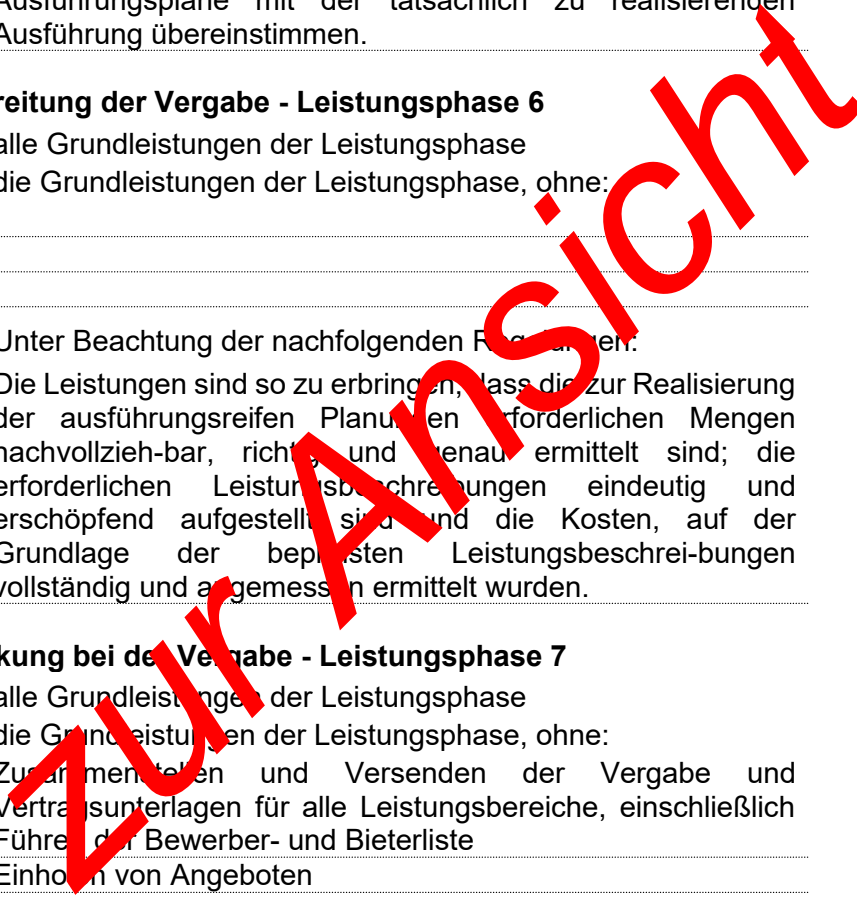 Ausführungspläne mit der tatsächlich zu realisierenden
Ausführung übereinstimmen.
reitung der Vergabe - Leistungsphase 6
alle Grundleistungen der Leistungsphase
die Grundleistungen der Leistungsphase, ohne:
Unter Beachtung der nachfolgenden Regelungen:
Die Leistungen sind so zu erbringen, dass die zur Realisierung
der ausführungsreifen Planungen erforderlichen Mengen
nachvollzieh-bar, richtig und genau ermittelt sind; die
erforderlichen Leistungsbeschreibungen eindeutig und
erschöpfend aufgestellt sind und die Kosten, auf der
Grundlage der bepreisten Leistungsbeschrei-bungen
vollständig und angemessen ermittelt wurden.
kung bei der Vergabe - Leistungsphase 7
alle Grundleistungen der Leistungsphase
die Grundleistungen der Leistungsphase, ohne:
Zusammenstellen und Versenden der Vergabe und
Vertragsunterlagen für alle Leistungsbereiche, einschließlich
Führen der Bewerber- und Bieterliste
Einholen von Angeboten
zur Ansicht